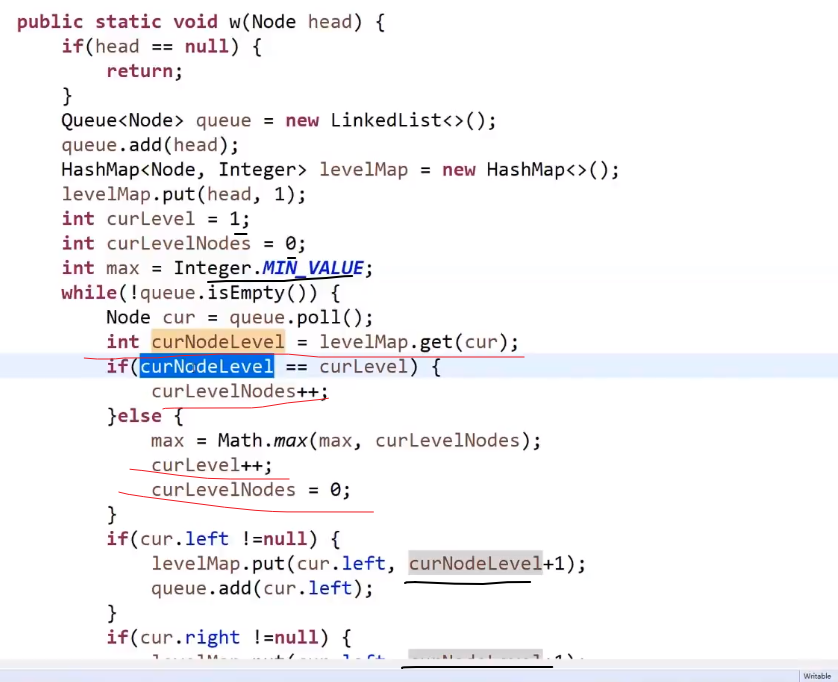 public static void w(Node head) {
if(head == null) {
return;
}
Queue<Node> queue = new LinkedList<>();
queue.add(head);
HashMap<Node, Integer> levelMap = new HashMap<>();
levelMap.put(head, 1);
int curLevel = 1;
int curLevelNodes = 0;
int max = Integer.MIN_VALUE;
while(!queue.isEmpty()) {
Node cur = queue.poll();
int curNodeLevel = levelMap.get(cur);
if(curNodeLevel == curLevel) {
curLevelNodes++;
}else {
max = Math.max(max, curLevelNodes);
curLevel++;
curLevelNodes = 0;
}
if(cur.left !=null) {
levelMap.put(cur.left, curNodeLevel+1);
queue.add(cur.left);
}
if(cur.right !=null) {
Writable